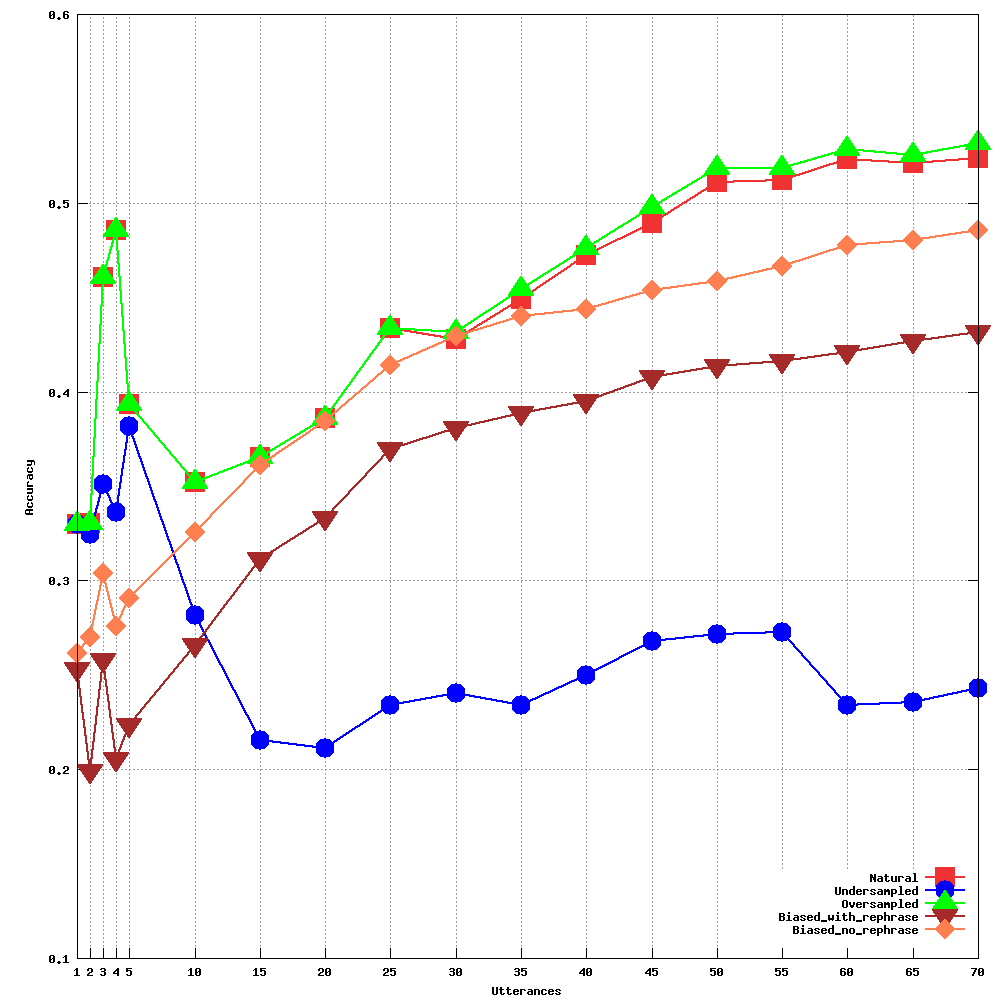 0.6
0.5
0.4
0.3
0.2
0.1
Accuracy
1 2 3 4 5 10 15 20 25 30 35 40 45 50 55 60 65 70
Utterances
Natural
Undersampled
Oversampled
Biased_with_rephrase
Biased_no_rephrase